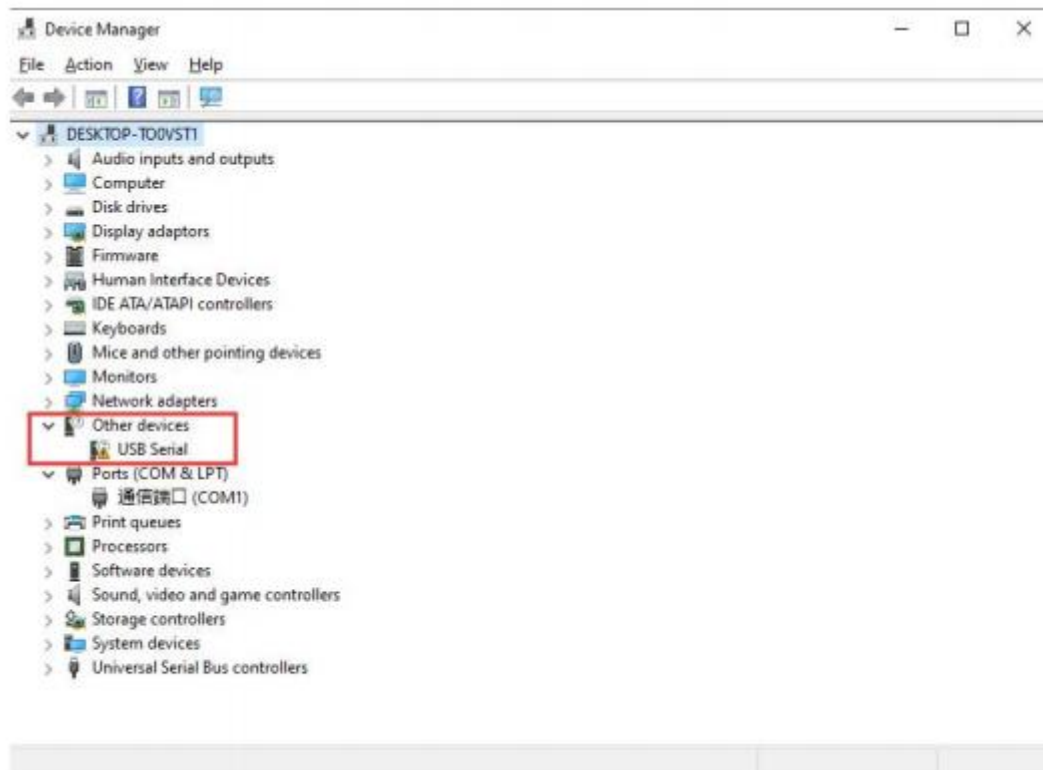 Device Manager
File Action View Help
DESKTOP-TO0VST1
Audio inputs and outputs
Computer
Disk drives
Display adaptors
Firmware
Human Interface Devices
IDE ATA/ATAPI controllers
Keyboards
Mice and other pointing devices
Monitors
Network adapters
Other devices
USB Serial
Ports (COM & LPT)
通信端口 (COM1)
Print queues
Processors
Software devices
Sound, video and game controllers
Storage controllers
System devices
Universal Serial Bus controllers